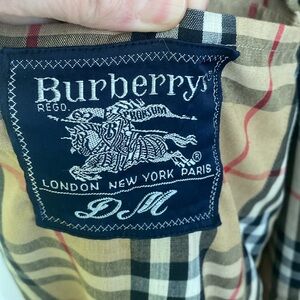 Burberrys
REGD.
PRORSUM
B
®
LONDON NEW YORK PARIS
DM